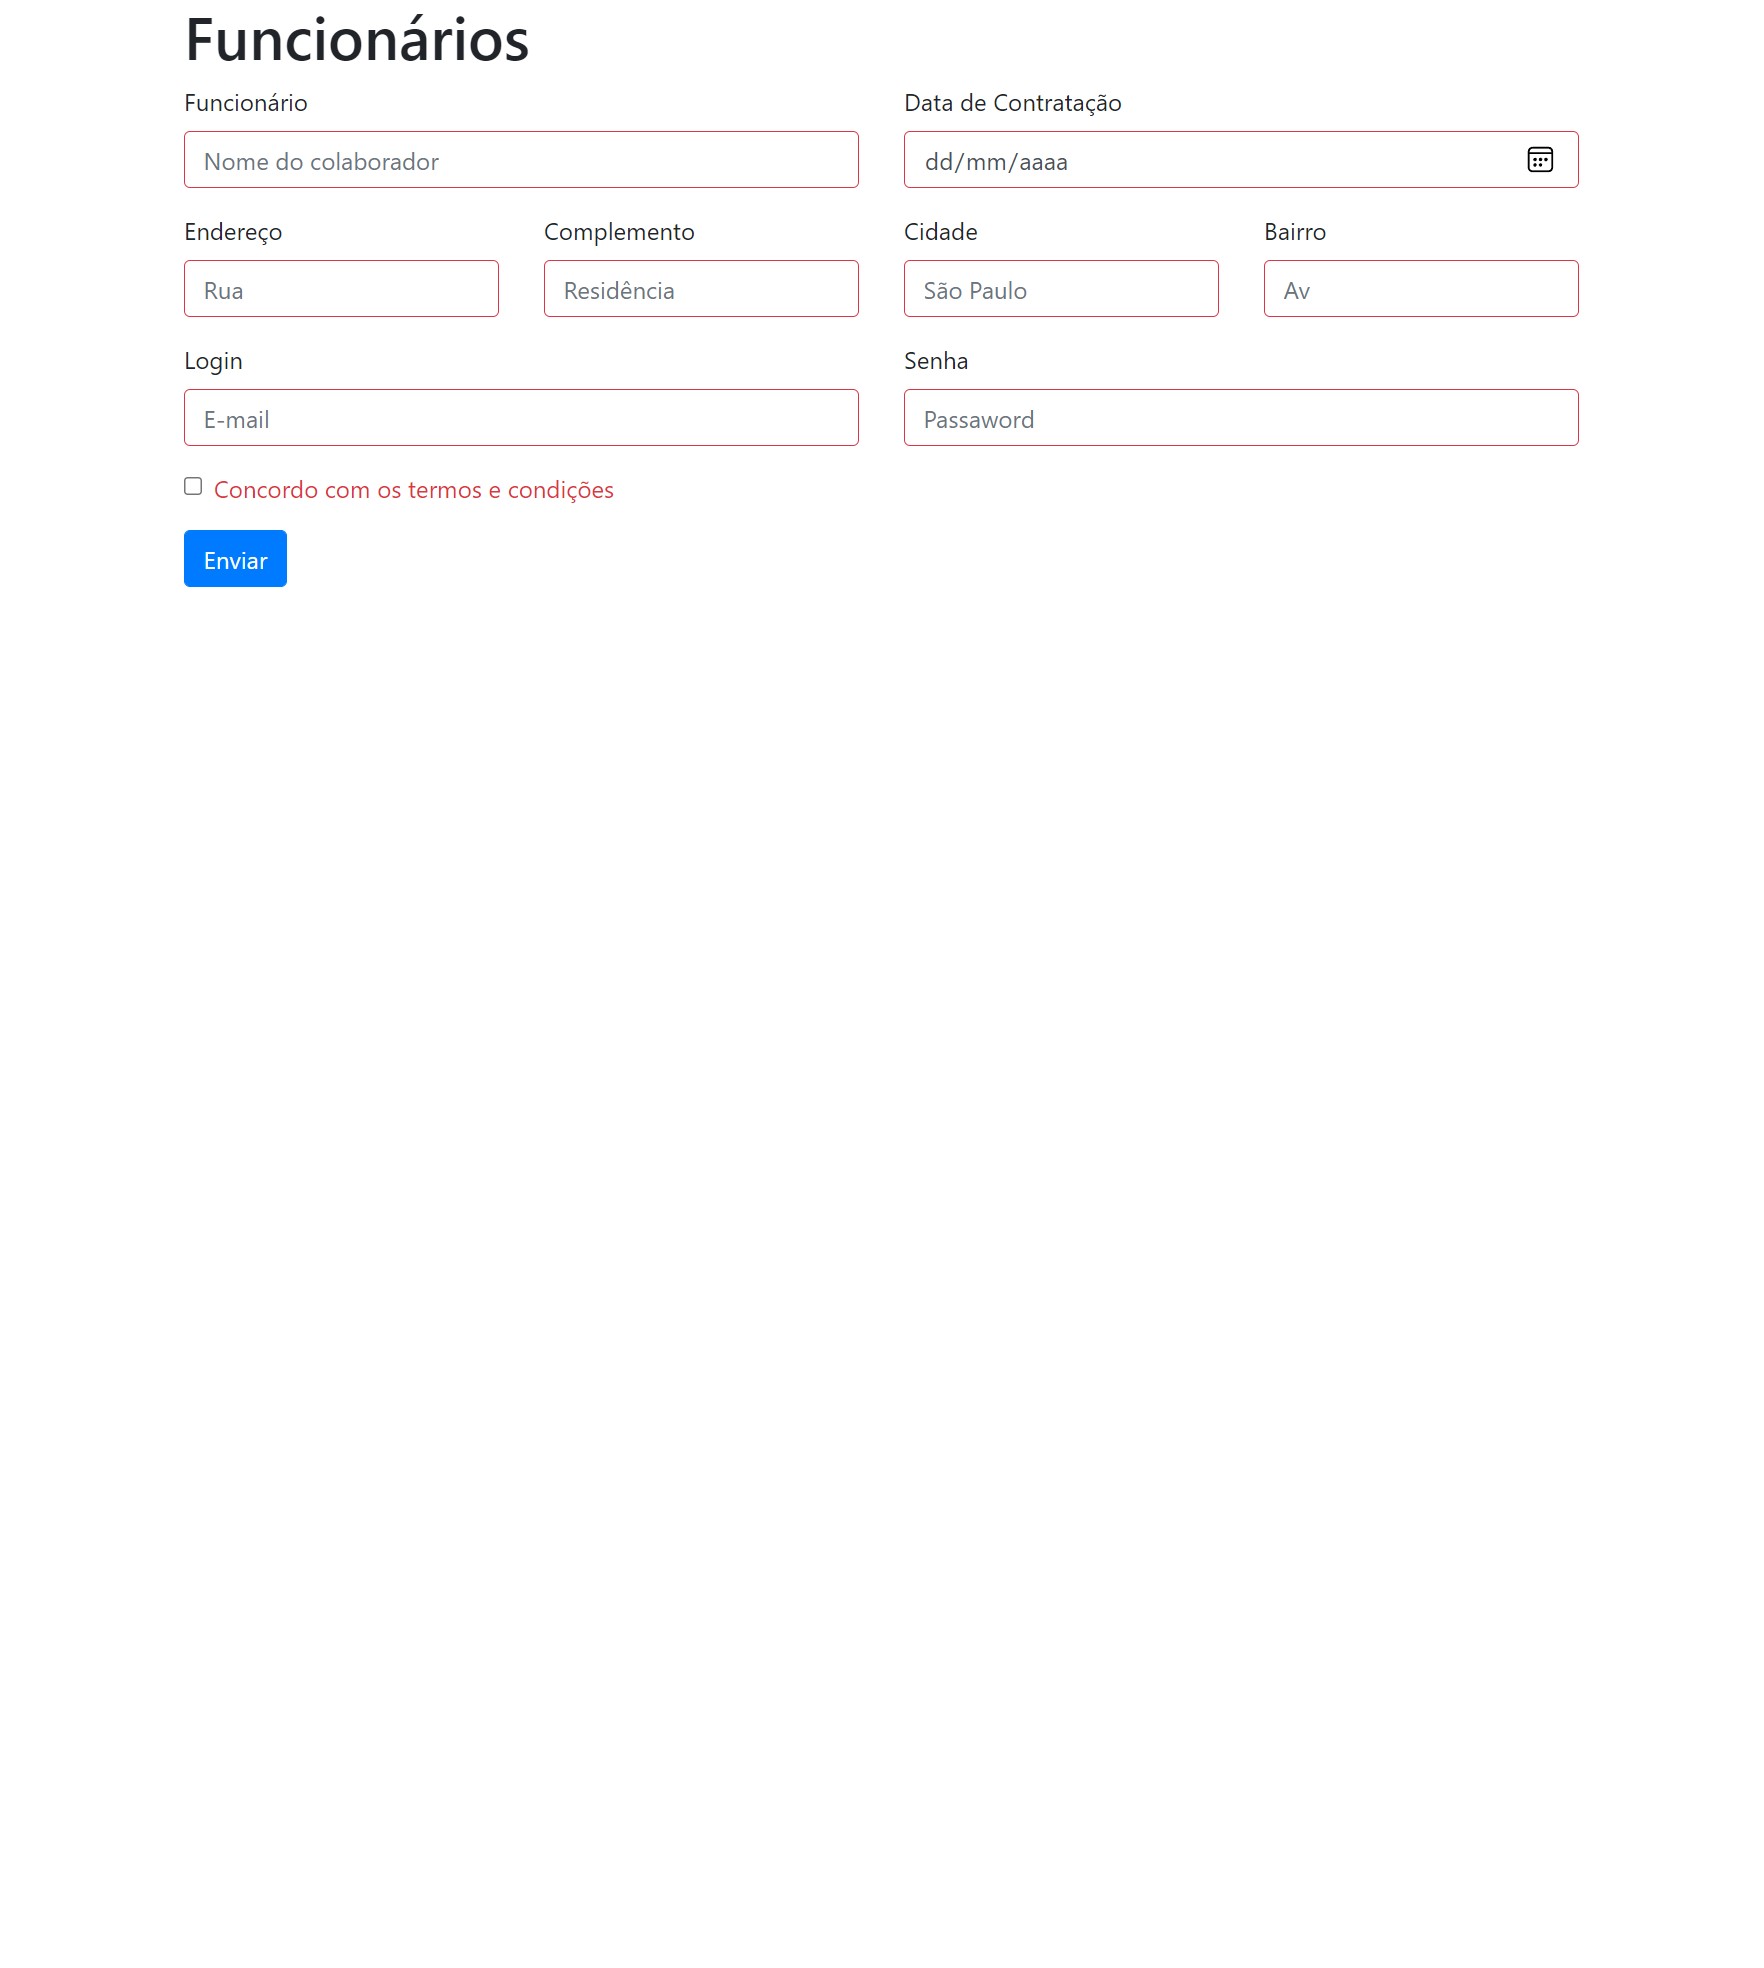 Funcionários
Funcionário
Data de Contratação
Nome do colaborador
dd/mm/aaaa
Endereço
Complemento
Cidade
Bairro
Rua
Residência
São Paulo
Av
Login
Senha
E-mail
Passaword
Concordo com os termos e condições
Enviar